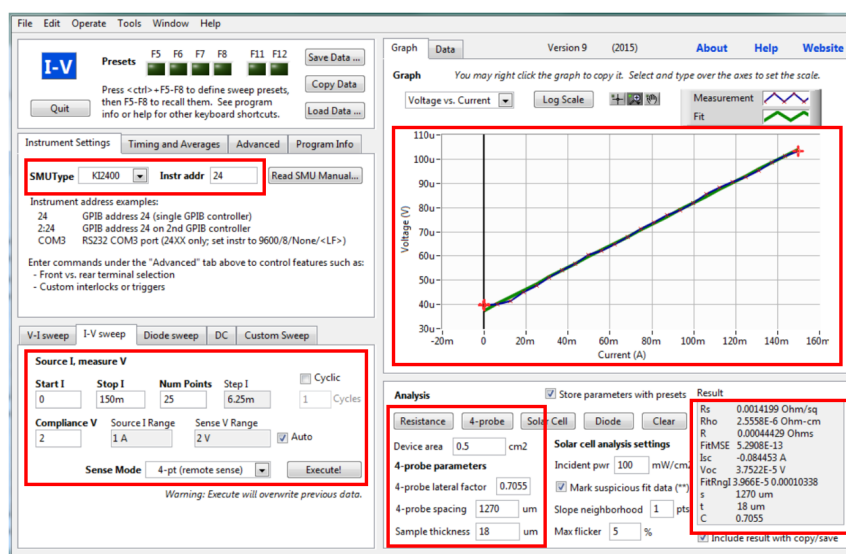 File Edit Operate Tools Window Help
I-V
Presets
F5 F6 F7 F8 F11 F12
Save Data ...
Press <ctrl>+F5-F8 to define sweep presets,
then F5-F8 to recall them. See program
info or help for other keyboard shortcuts.
Copy Data
Quit
Load Data ...
Instrument Settings Timing and Averages Advanced Program Info
SMUType KI2400 Instr addr 24 Read SMU Manual...
Instrument address examples:
24 GPIB address 24 (single GPIB controller)
2:24 GPIB address 24 on 2nd GPIB controller
COM3 RS232 COM3 port (24XX only; set instr to 9600/8/None/<LF>)
Enter commands under the "Advanced" tab above to control features such as:
- Front vs. rear terminal selection
- Custom interlocks or triggers
V-I sweep I-V sweep Diode sweep DC Custom Sweep
Source I, measure V
Start I Stop I Num Points Step I Cyclic
0 150m 25 6.25m 1 Cycles
Compliance V Source I Range Sense V Range
2 1 A 2 V Auto
Sense Mode 4-pt (remote sense) Execute!
Warning: Execute will overwrite previous data.
Graph Data Version 9 (2015) About Help Website
Graph You may right click the graph to copy it. Select and type over the axes to set the scale.
Voltage vs. Current Log Scale Measurement
Fit
110u
100u
90u
80u
70u
60u
50u
40u
30u
Voltage (V)
-20m 0 20m 40m 60m 80m 100m 120m 140m 160m
Current (A)
Analysis Store parameters with presets
Resistance 4-probe Solar Cell Diode Clear
Device area 0.5 cm2 Solar cell analysis settings
4-probe parameters Incident pwr 100 mW/cm2
4-probe lateral factor 0.7055 Mark suspicious fit data (**)
4-probe spacing 1270 um Slope neighborhood 1 pts
Sample thickness 18 um Max flicker 5 %
Result
Rs 0.0014199 Ohm/sq
Rho 2.5558E-6 Ohm-cm
R 0.00044429 Ohms
FitMSE 5.2908E-13
Isc -0.084453 A
Voc 3.7522E-5 V
FitRngI 3.966E-5 0.00010338
s 1270 um
t 18 um
C 0.7055
Include result with copy/save